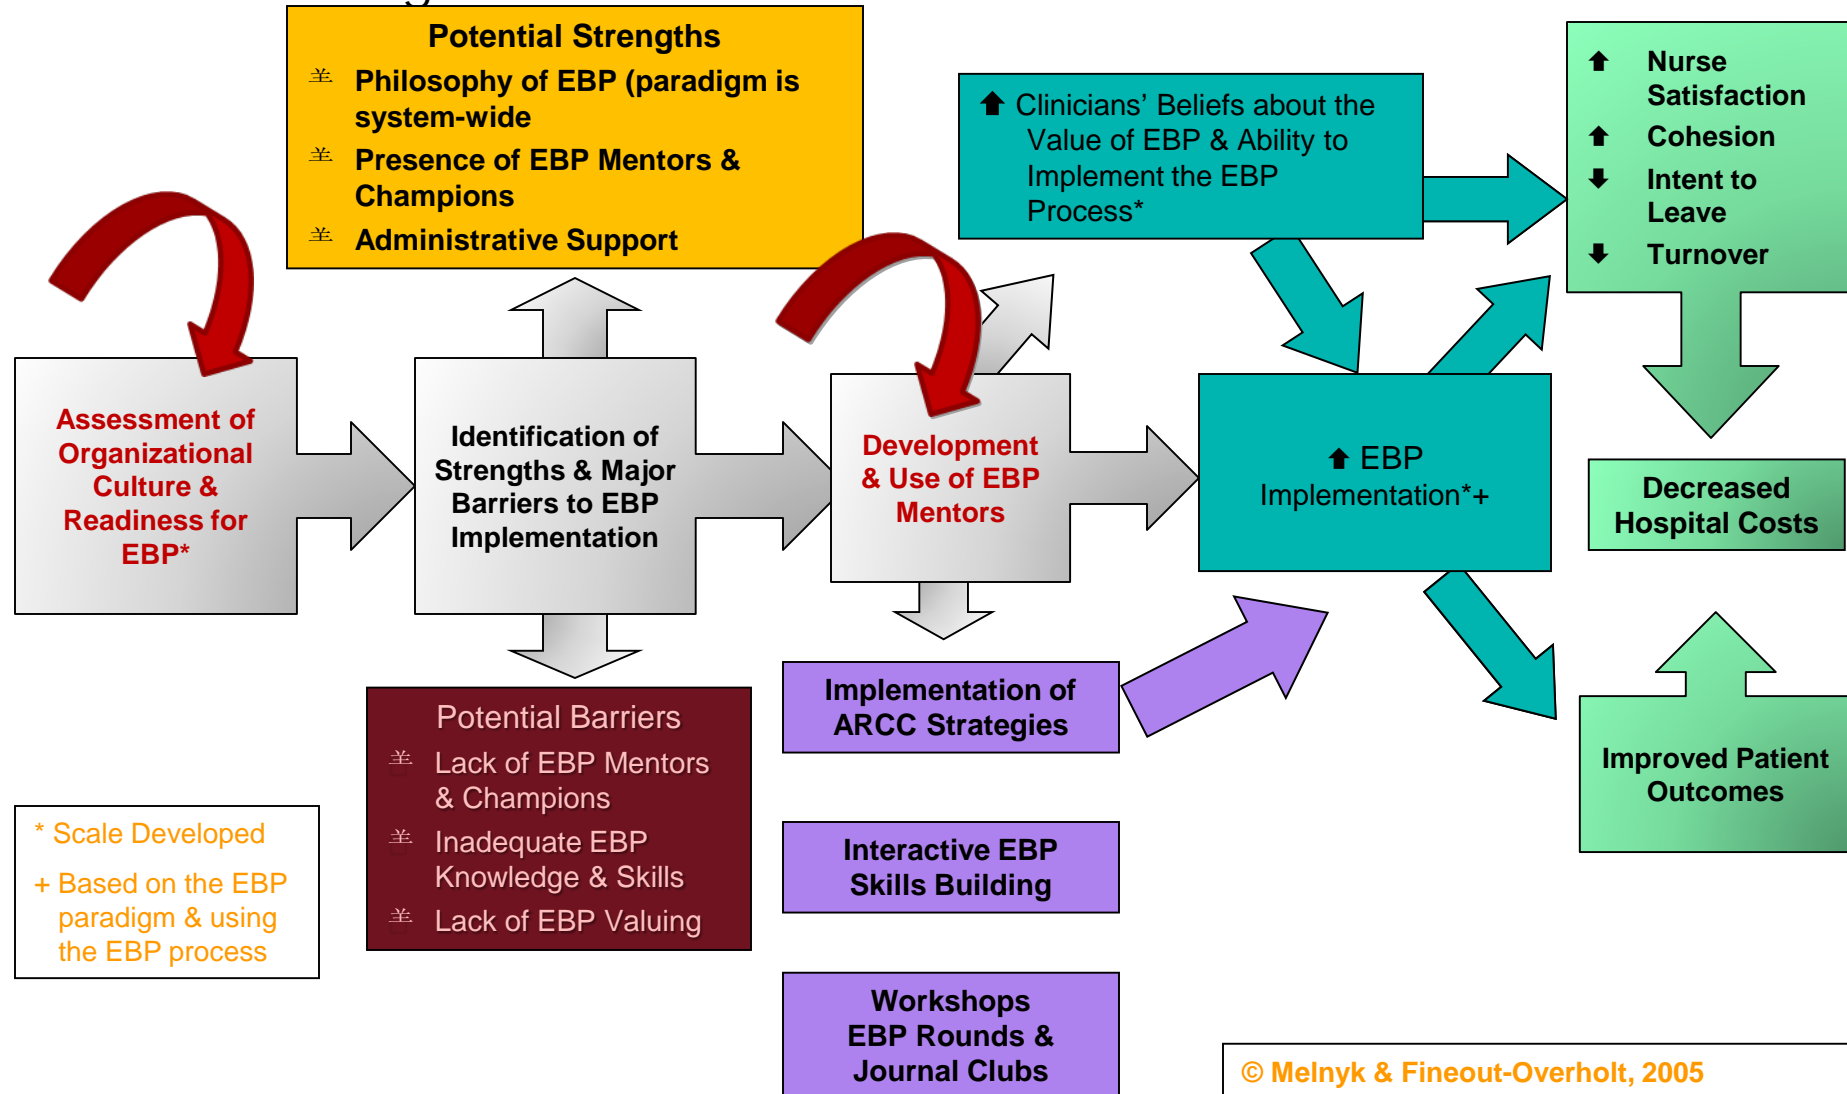 Potential Strengths
Philosophy of EBP (paradigm is
system-wide
Presence of EBP Mentors &
Champions
Administrative Support
Clinicians’ Beliefs about the
Value of EBP & Ability to
Implement the EBP
Process*
Nurse
Satisfaction
Cohesion
Intent to
Leave
Turnover
Assessment of
Organizational
Culture &
Readiness for
EBP*
Identification of
Strengths & Major
Barriers to EBP
Implementation
Development
& Use of EBP
Mentors
EBP
Implementation*+
Decreased
Hospital Costs
Potential Barriers
Lack of EBP Mentors
& Champions
Inadequate EBP
Knowledge & Skills
Lack of EBP Valuing
Implementation of
ARCC Strategies
Interactive EBP
Skills Building
Workshops
EBP Rounds &
Journal Clubs
Improved Patient
Outcomes
* Scale Developed
+ Based on the EBP
paradigm & using
the EBP process
© Melnyk & Fineout-Overholt, 2005